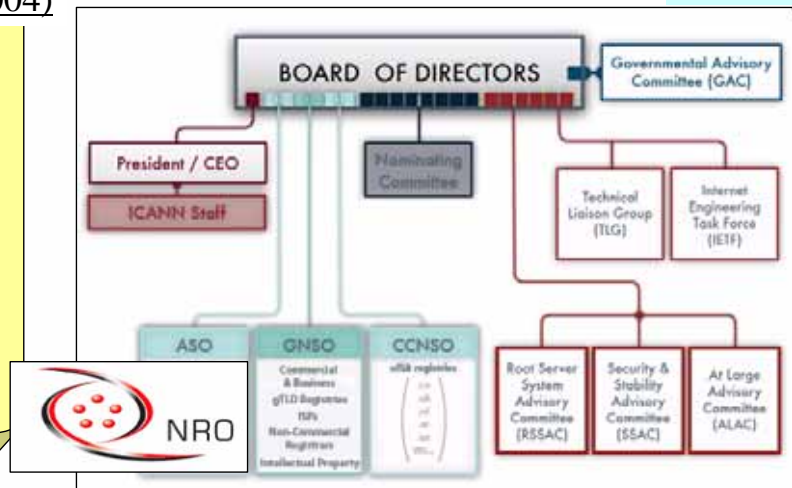 004)
BOARD OF DIRECTORS
Governmental Advisory
Committee (GAC)
President / CEO
ICANN Staff
Nominating
Committee
Technical
Liaison Group
(TLG)
Internet
Engineering
Task Force
(IETF)
ASO
GNSO
CCNSO
Commercial
& Business
gTLD Registries
ISPs
Non-Commercial
Registrars
Intellectual Property
ccTLD registries
Root Server
System
Advisory
Committee
(RSSAC)
Security &
Stability
Advisory
Committee
(SSAC)
At Large
Advisory
Committee
(ALAC)
NRO